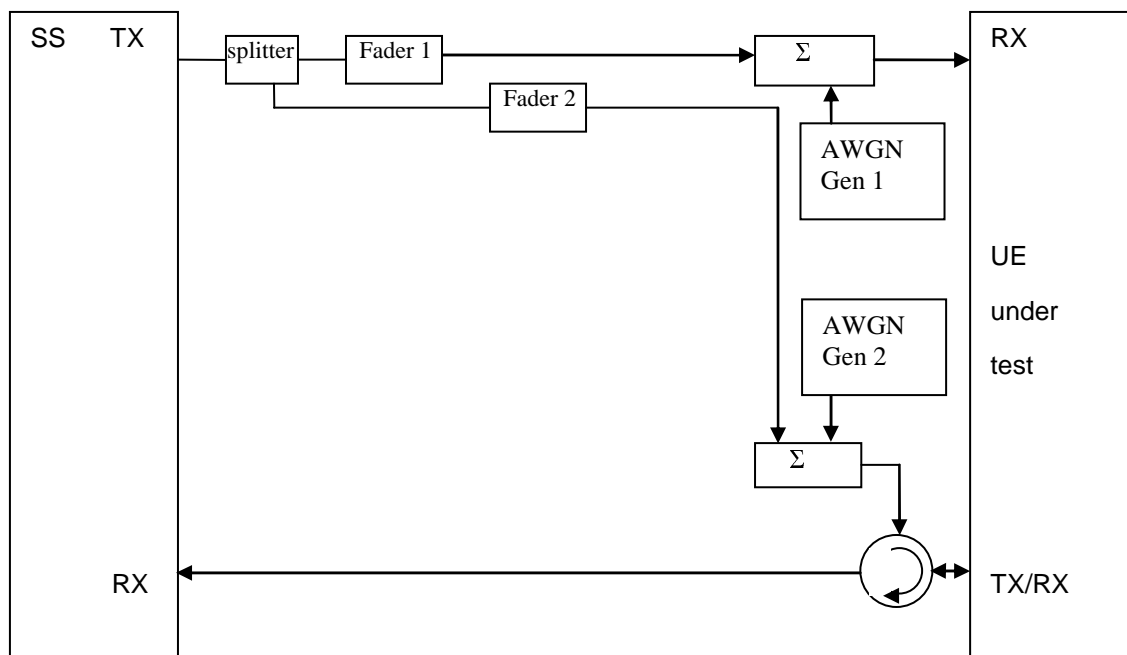 SS TX
splitter
Fader 1
Σ
RX
Fader 2
AWGN
Gen 1
UE
under
test
AWGN
Gen 2
Σ
RX
TX/RX